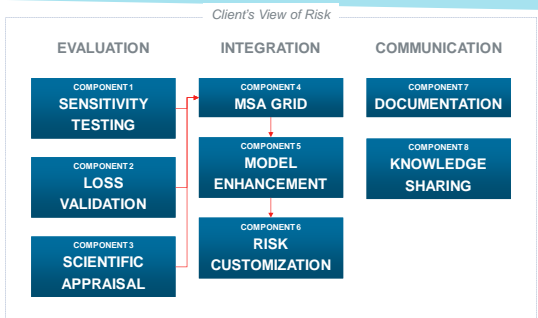 Client's View of Risk
EVALUATION
COMPONENT 1
SENSITIVITY
TESTING
COMPONENT 2
LOSS
VALIDATION
COMPONENT 3
SCIENTIFIC
APPRAISAL
INTEGRATION
COMPONENT 4
MSA GRID
COMPONENT 5
MODEL
ENHANCEMENT
COMPONENT 6
RISK
CUSTOMIZATION
COMMUNICATION
COMPONENT 7
DOCUMENTATION
COMPONENT 8
KNOWLEDGE
SHARING